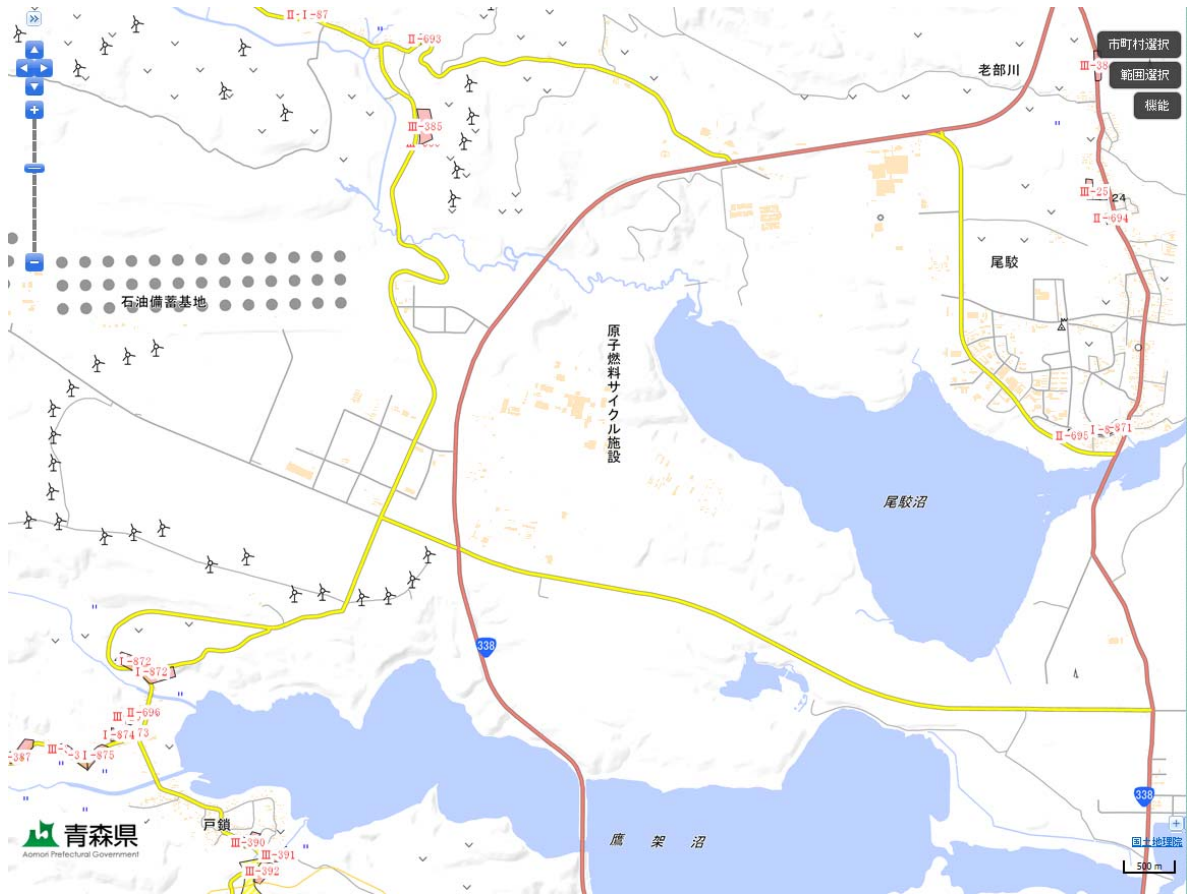 II-I-87
II-693
市町村選択
老部川
III-38
範囲選択
機能
III-385
III-25
24
II-694
尾駮
石油備蓄基地
原子燃料サイクル施設
II-695
I-8
871
尾駮沼
338
I-872
I-872
III
II-696
I-874
73
-387
III-
I-875
338
戸鎖
青森県
Aomori Prefectural Government
III-390
III-391
III-392
鷹架沼
国土地理院
500 m